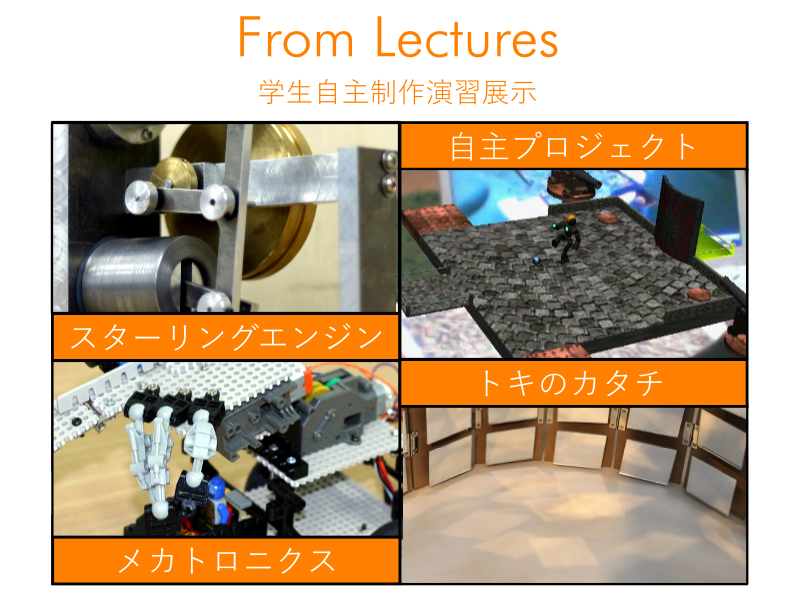 From Lectures
学生自主制作演習展示
自主プロジェクト
スターリングエンジン
トキのカタチ
メカトロニクス